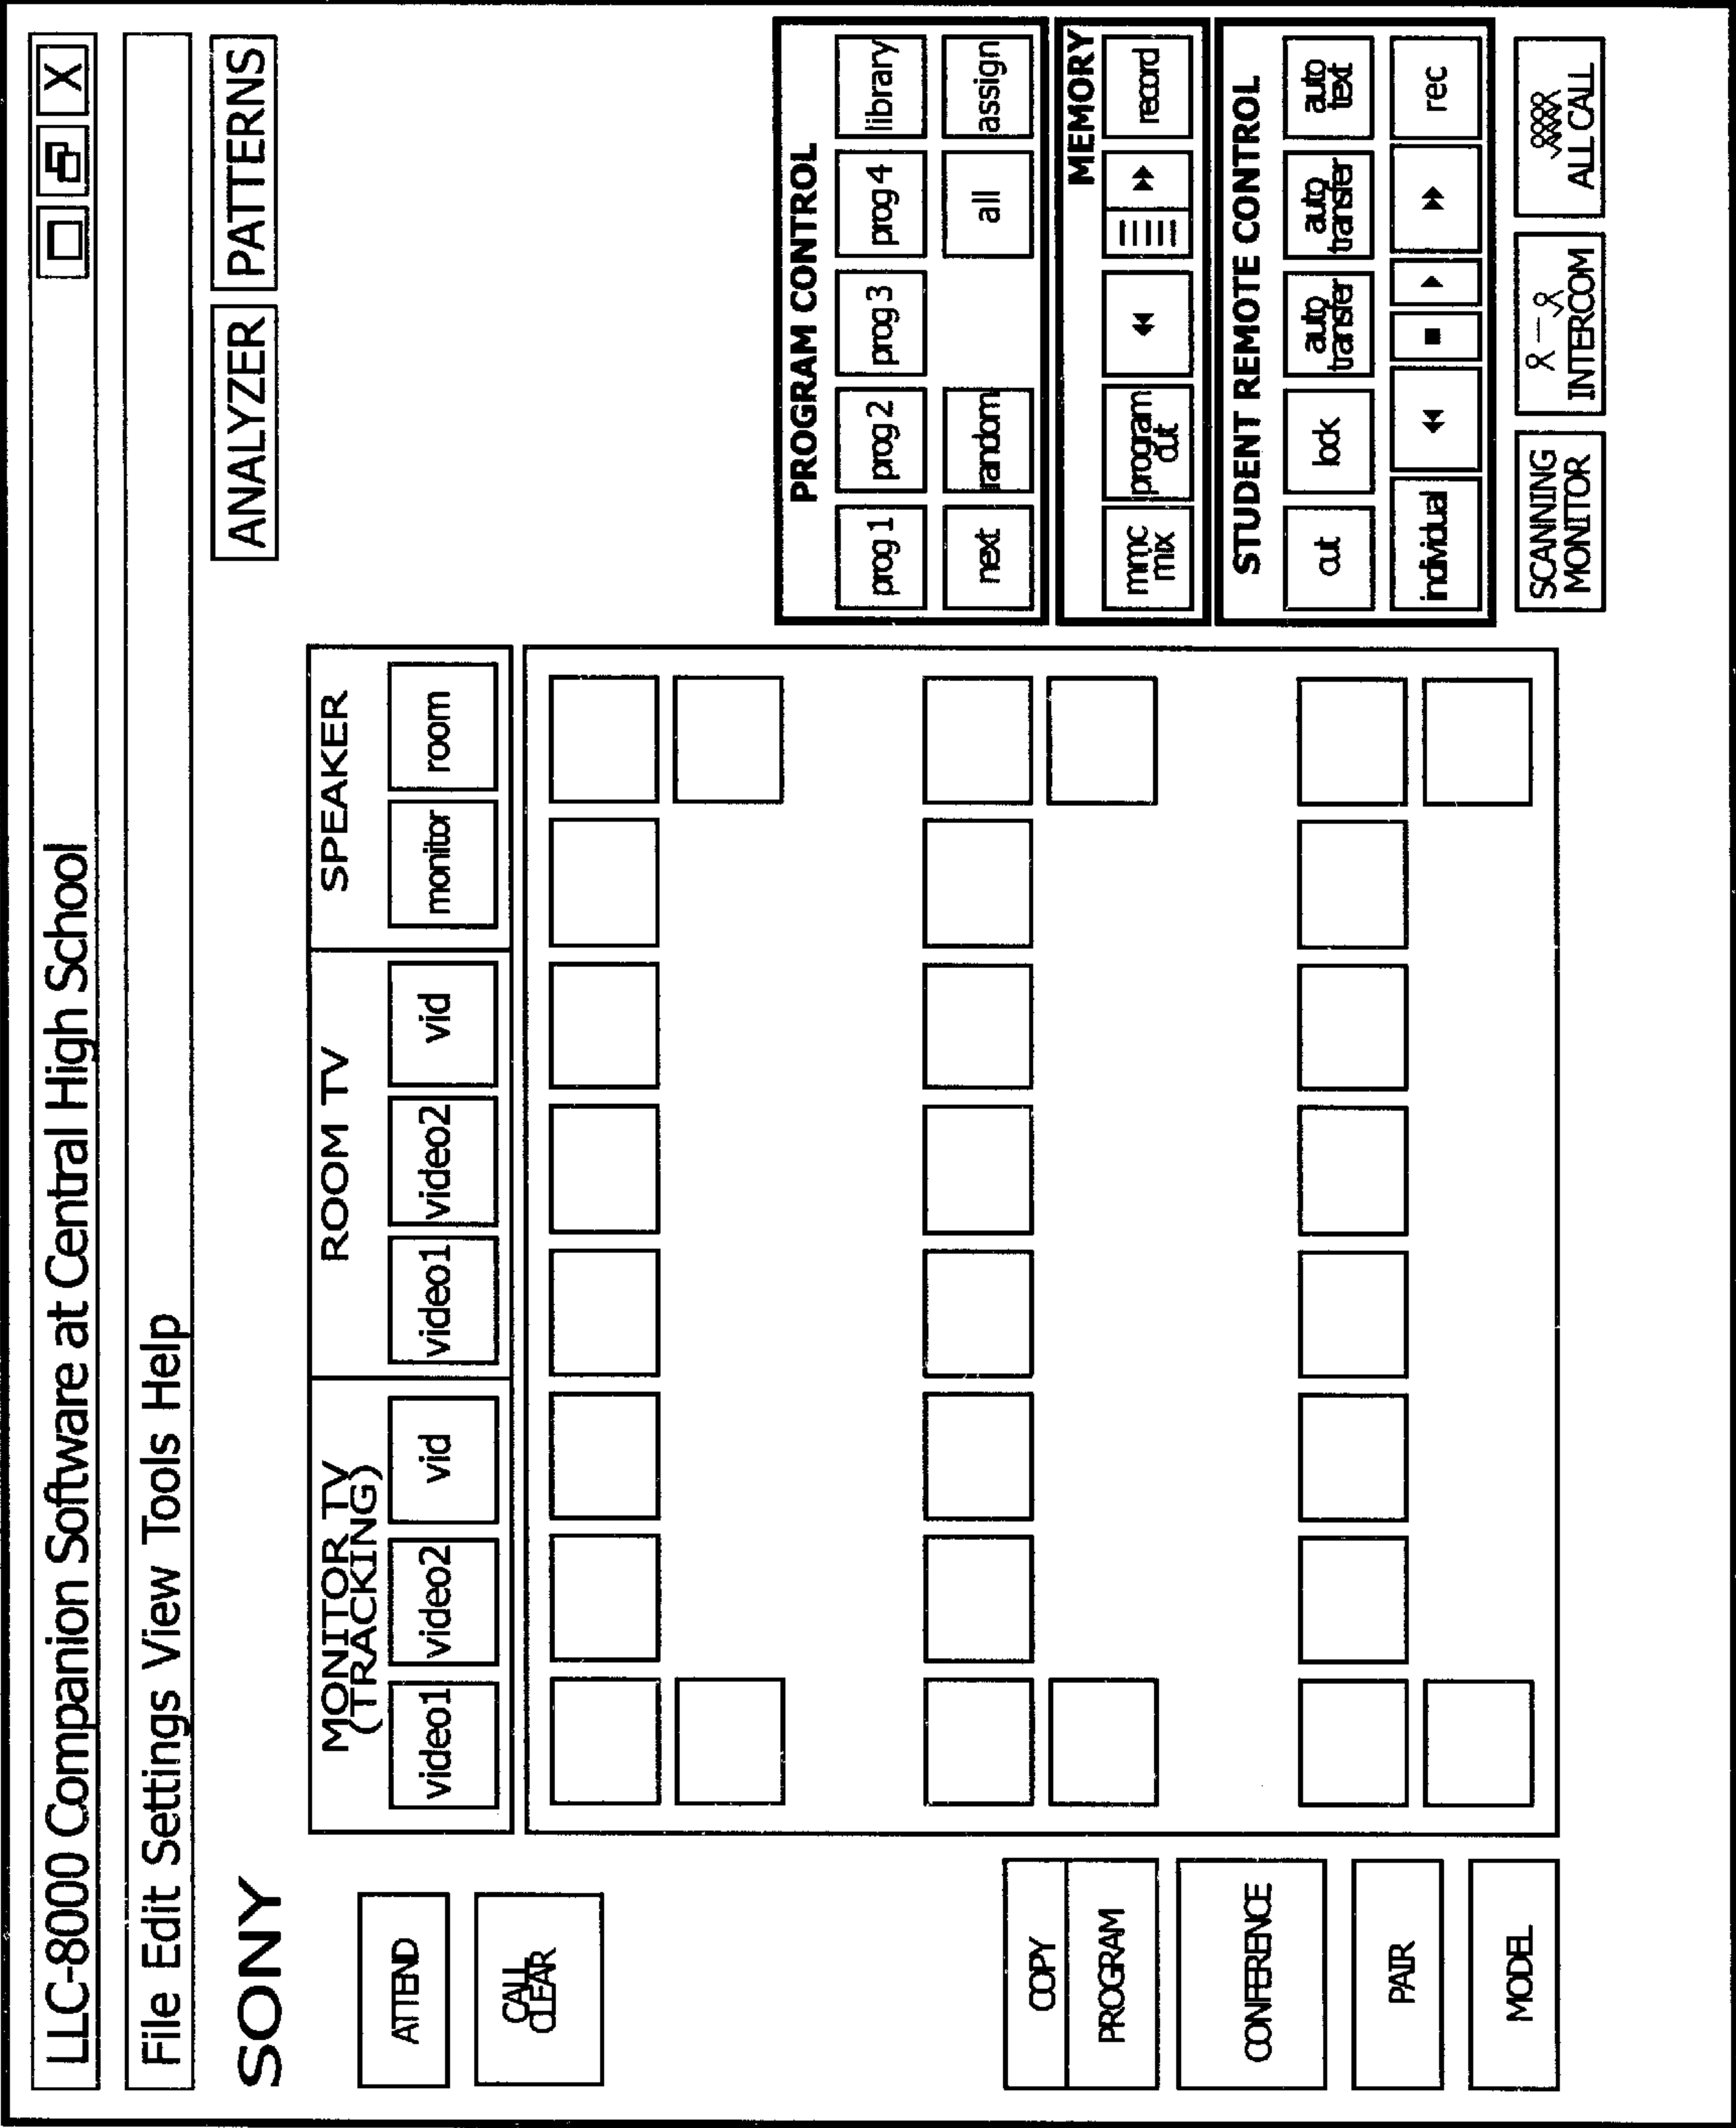 LLC-8000 Companion Software at Central High School
X
File Edit Settings View Tools Help
SONY
ANALYZER
PATTERNS
ATTEND
CALL
CLEAR
COPY
PROGRAM
CONFERENCE
PAIR
MODEL
MONITOR TV
(TRACKING)
video1 video2 vid
ROOM TV
video1 video2 vid
SPEAKER
monitor room
PROGRAM CONTROL
prog 1 prog 2 prog 3 prog 4 library
next random all assign
MEMORY
mmc
mix
program
out
record
STUDENT REMOTE CONTROL
cut
lock
auto
transfer
auto
transfer
auto
text
individual
rec
SCANNING
MONITOR
INTERCOM
ALL CALL